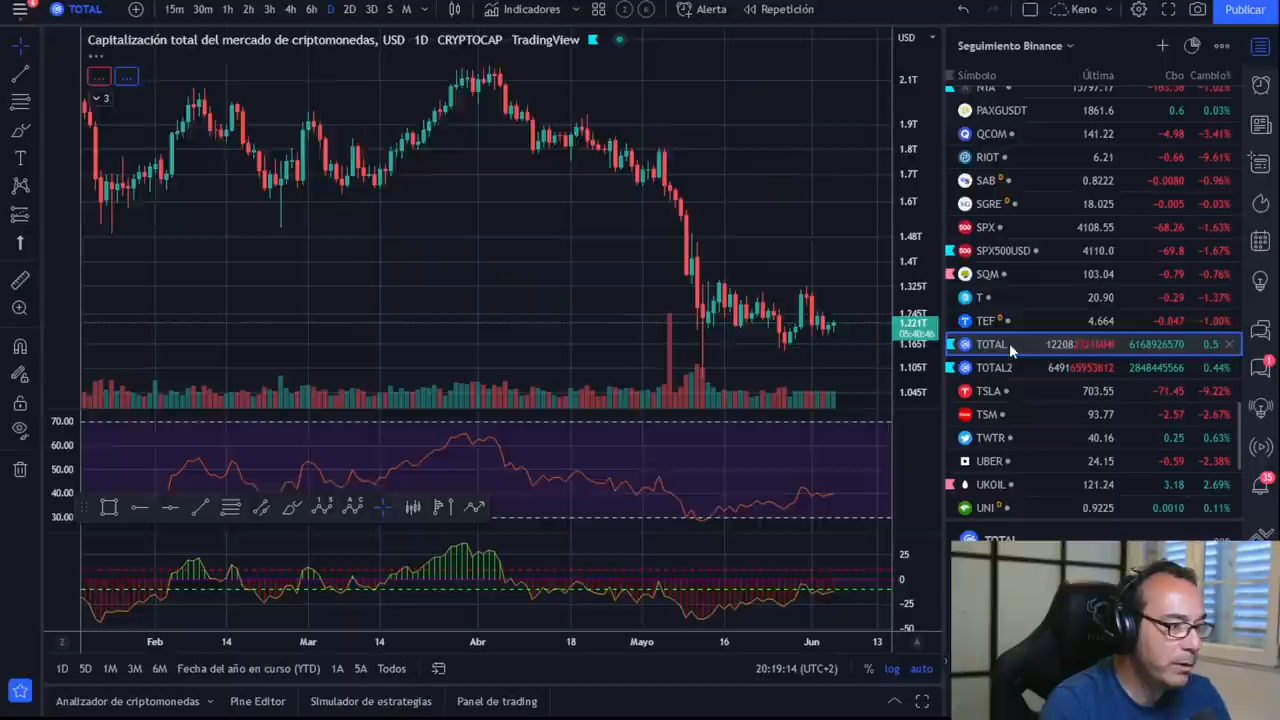 6 TOTAL 15m 30m 1h 2h 3h 4h 6h D 2D 3D S M Indicadores Alerta Repetición Keno Publicar
Capitalización total del mercado de criptomonedas, USD 1D CRYPTOCAP TradingView
USD
... ...
3
2.1T
1.9T
1.8T
1.7T
1.6T
1.48T
1.4T
1.325T
1.245T
1.221T
05:40:46
1.165T
1.105T
1.045T
70.00
60.00
50.00
40.00
30.00
25
0
-25
-50
Z Feb 14 Mar 14 Abr 18 Mayo 16 Jun 13 A
1D 5D 1M 3M 6M Fecha del año en curso (YTD) 1A 5A Todos 20:19:14 (UTC+2) % log auto
Analizador de criptomonedas Pine Editor Simulador de estrategias Panel de trading
Seguimiento Binance
Símbolo Última Cbo Cambio%
PAXGUSDT 1861.6 0.6 0.03%
QCOM 141.22 -4.98 -3.41%
RIOT 6.21 -0.66 -9.61%
SAB D 0.8222 -0.0080 -0.96%
SGRE D 18.025 -0.005 -0.03%
SPX 4108.55 -68.26 -1.63%
SPX500USD 4110.0 -69.8 -1.67%
SQM 103.04 -0.79 -0.76%
T 20.90 -0.29 -1.37%
TEF D 4.664 -0.047 -1.00%
TOTAL 6168926570 0.5
TOTAL2 649165953812 2848445566 0.44%
TSLA 703.55 -71.45 -9.22%
TSM 93.77 -2.57 -2.67%
TWTR 40.16 0.25 0.63%
UBER 24.15 -0.59 -2.38%
UKOIL 121.24 3.18 2.69%
UNI D 0.9225 0.0010 0.11%
TOTAL
1
35